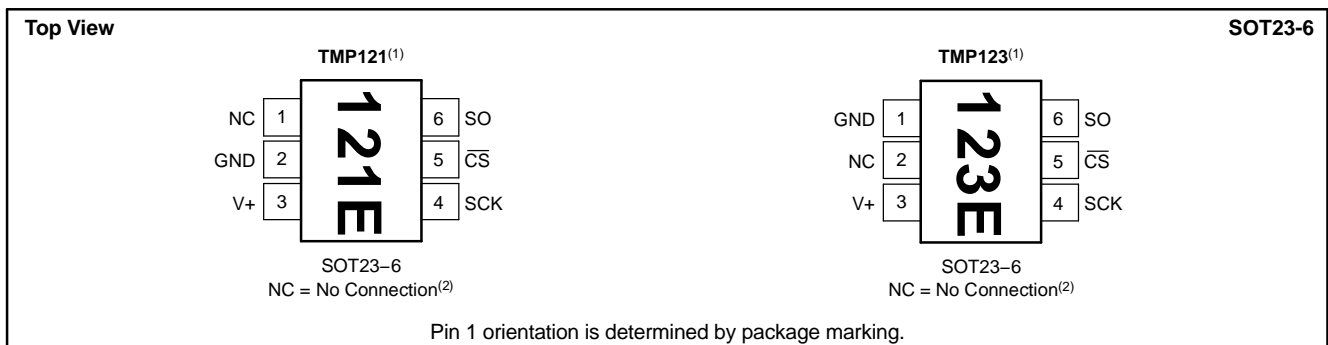 Top View SOT23-6
TMP121(1) TMP123(1)
NC 1 6 SO GND 1 6 SO
GND 2 5 C̅S̅ NC 2 5 C̅S̅
V+ 3 4 SCK V+ 3 4 SCK
121E 123E
SOT23–6 SOT23–6
NC = No Connection(2) NC = No Connection(2)
Pin 1 orientation is determined by package marking.